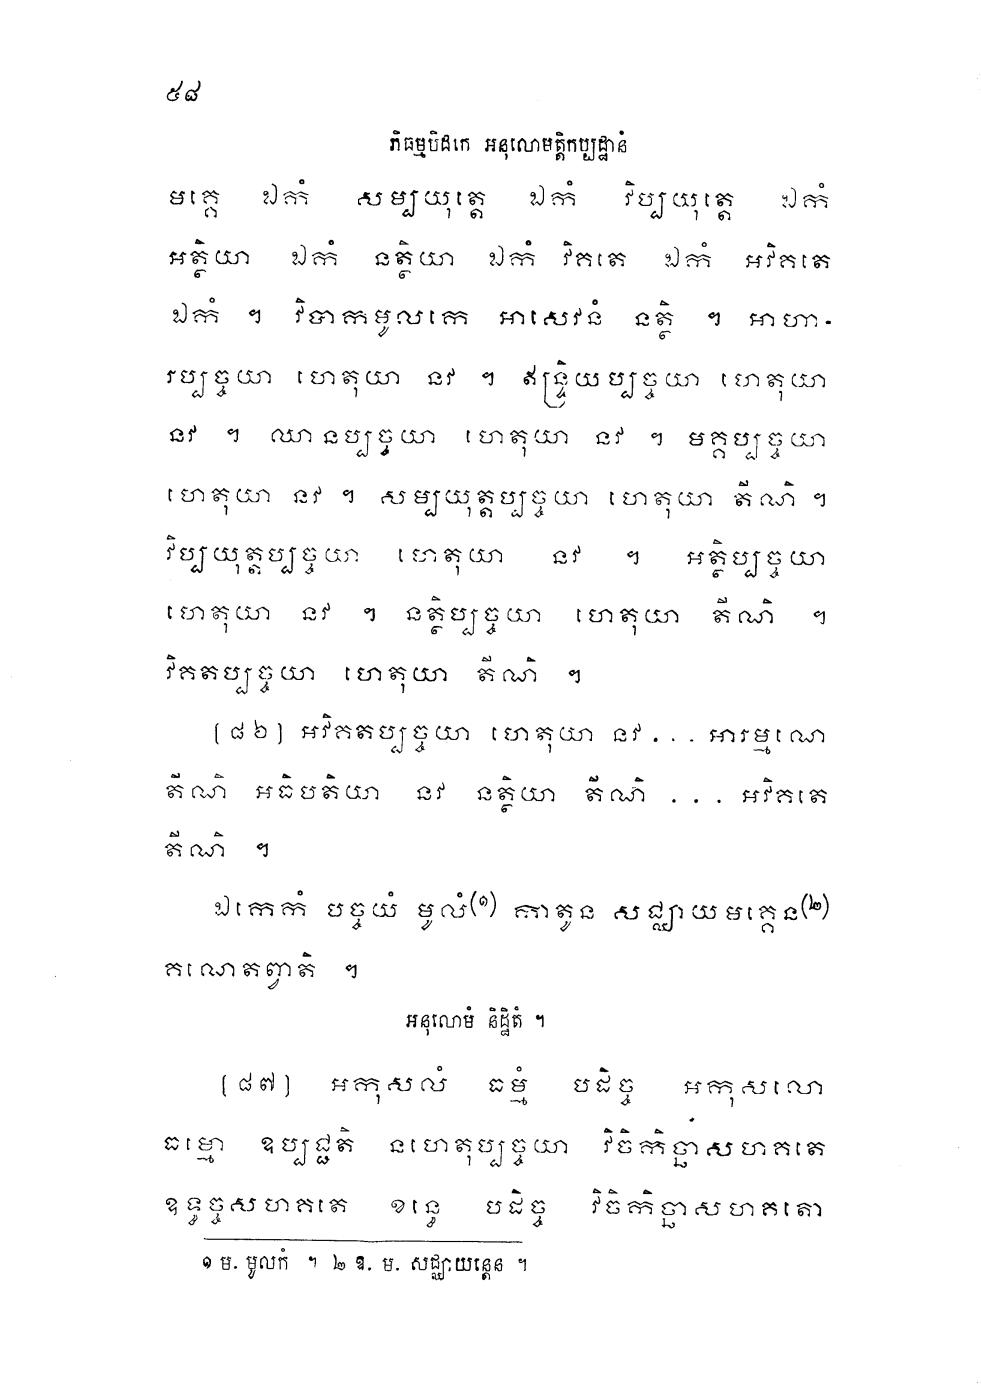 ៥៨
ភិធម្មបិដកេ អនុលោមត្តិកប្បដ្ឋានំ
មគ្គេ ឯកំ សម្បយុត្តេ ឯកំ វិប្បយុត្តេ ឯកំ
អត្ថិយា ឯកំ នត្ថិយា ឯកំ វិគតេ ឯកំ អវិគតេ
ឯកំ ។ វិបាកមូលកេ អាសេវនំ នត្ថិ ។ អាហា-
រប្បច្ចយា ហេតុយា នវ ។ ឥន្ទ្រិយប្បច្ចយា ហេតុយា
នវ ។ ឈានប្បច្ចយា ហេតុយា នវ ។ មគ្គប្បច្ចយា
ហេតុយា នវ ។ សម្បយុត្តប្បច្ចយា ហេតុយា តីណិ ។
វិប្បយុត្តប្បច្ចយា ហេតុយា នវ ។ អត្ថិប្បច្ចយា
ហេតុយា នវ ។ នត្ថិប្បច្ចយា ហេតុយា តីណិ ។
វិគតប្បច្ចយា ហេតុយា តីណិ ។
[៨៦] អវិគតប្បច្ចយា ហេតុយា នវ . . . អារម្មណេ
តីណិ អធិបតិយា នវ នត្ថិយា តីណិ . . . អវិគតេ
តីណិ ។
ឯកេកំ បច្ចយំ មូលំ(១) កាតូន សជ្ឈាយមគ្គេន(២)
គណេតព្វាតិ ។
អនុលោមំ និដ្ឋិតំ ។
[៨៧] អកុសលំ ធម្មំ បដិច្ច អកុសលោ
ធម្មោ ឧប្បជ្ជតិ នហេតុប្បច្ចយា វិចិកិច្ឆាសហគតេ
ឧទ្ធច្ចសហគតេ ខន្ធេ បដិច្ច វិចិកិច្ឆាសហគតោ
១ ម. មូលកំ ។ ២ ឱ. ម. សជ្ឈាយន្តេន ។